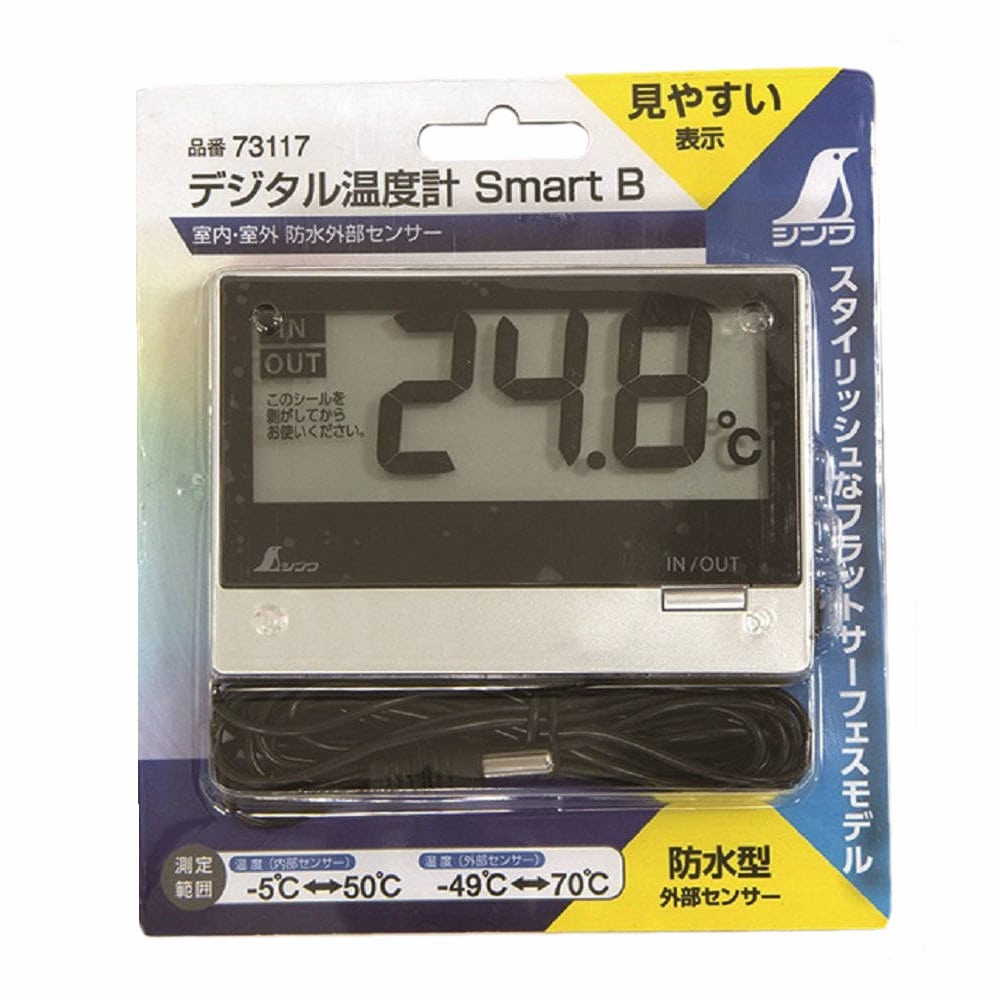 見やすい
表示
品番 73117
デジタル温度計 Smart B
室内・室外 防水外部センサー
シンワ
スタイリッシュなフラットサーフェスモデル
IN
OUT
このシールを
剥がしてから
お使いください。
24.8℃
シンワ
IN/OUT
測定
範囲
温度(内部センサー)
-5℃⇔50℃
温度(外部センサー)
-49℃⇔70℃
防水型
外部センサー